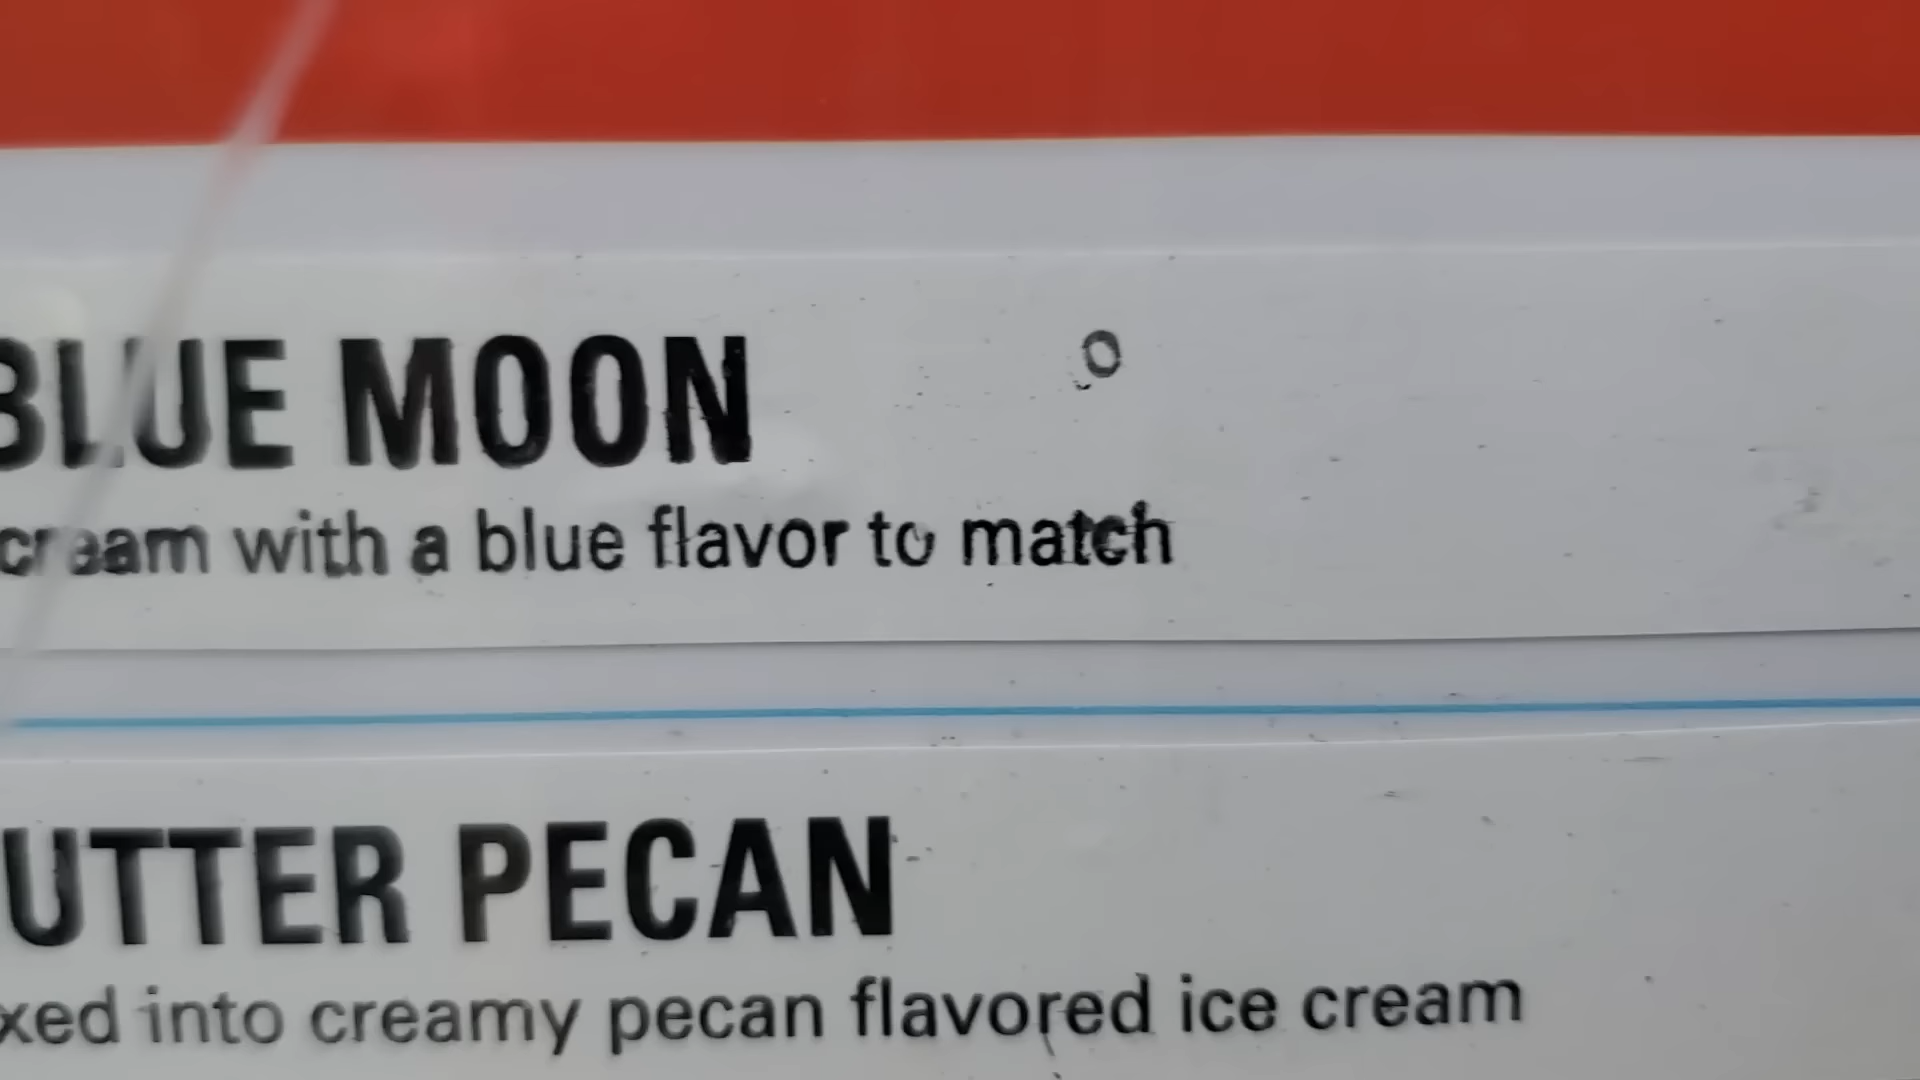 BLUE MOON
cream with a blue flavor to match
UTTER PECAN
xed into creamy pecan flavored ice cream